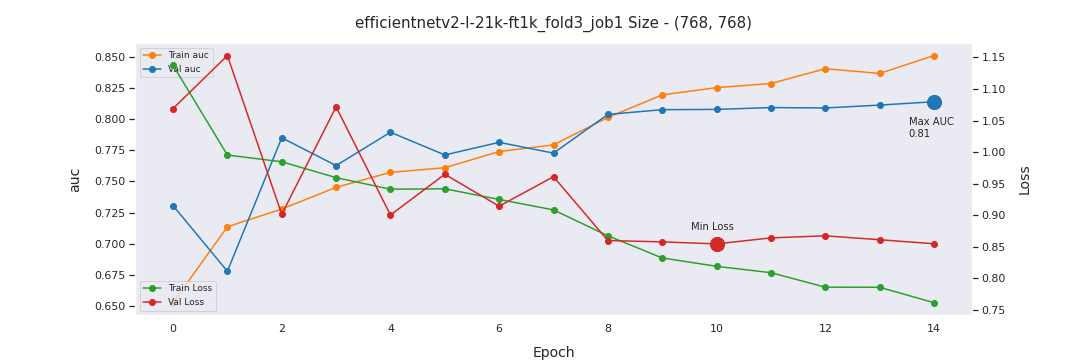 efficientnetv2-l-21k-ft1k_fold3_job1 Size - (768, 768)
Train auc
Val auc
0.850
0.825
0.800
0.775
0.750
0.725
0.700
0.675
0.650
auc
1.15
1.10
1.05
1.00
0.95
0.90
0.85
0.80
0.75
Loss
Max AUC
0.81
Min Loss
Train Loss
Val Loss
0 2 4 6 8 10 12 14
Epoch